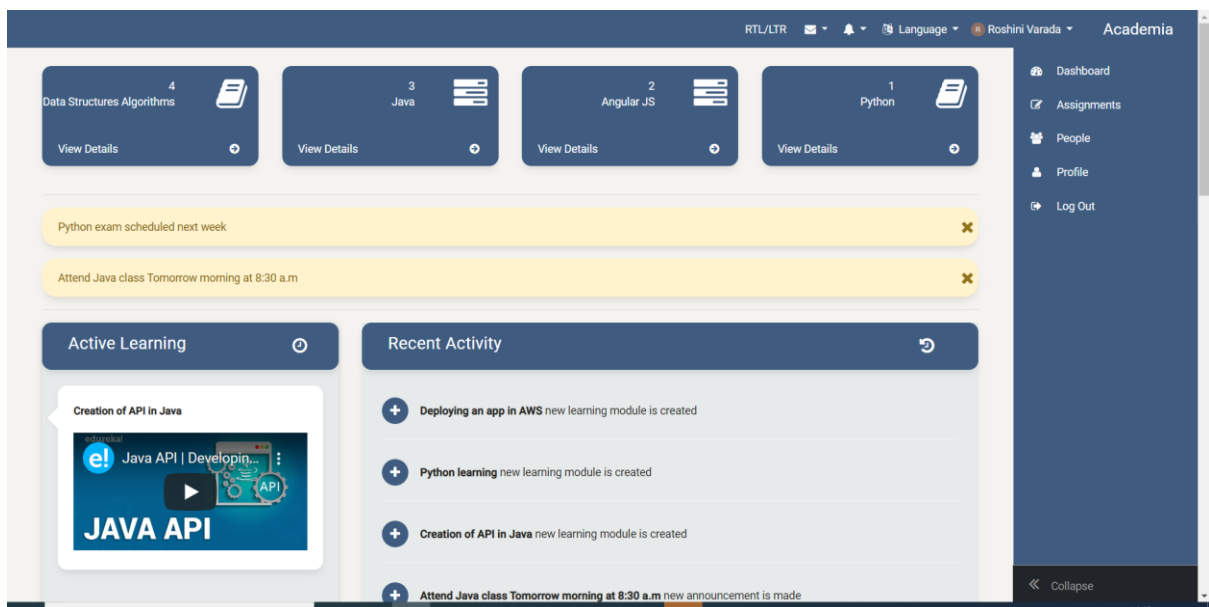 RTL/LTR Language Roshini Varada Academia
4
Data Structures Algorithms
View Details
3
Java
View Details
2
Angular JS
View Details
1
Python
View Details
Dashboard
Assignments
People
Profile
Log Out
Python exam scheduled next week
Attend Java class Tomorrow morning at 8:30 a.m
Active Learning
Creation of API in Java
edureka!
e! Java API | Developin...
API
JAVA API
Recent Activity
Deploying an app in AWS new learning module is created
Python learning new learning module is created
Creation of API in Java new learning module is created
Attend Java class Tomorrow morning at 8:30 a.m new announcement is made
Collapse